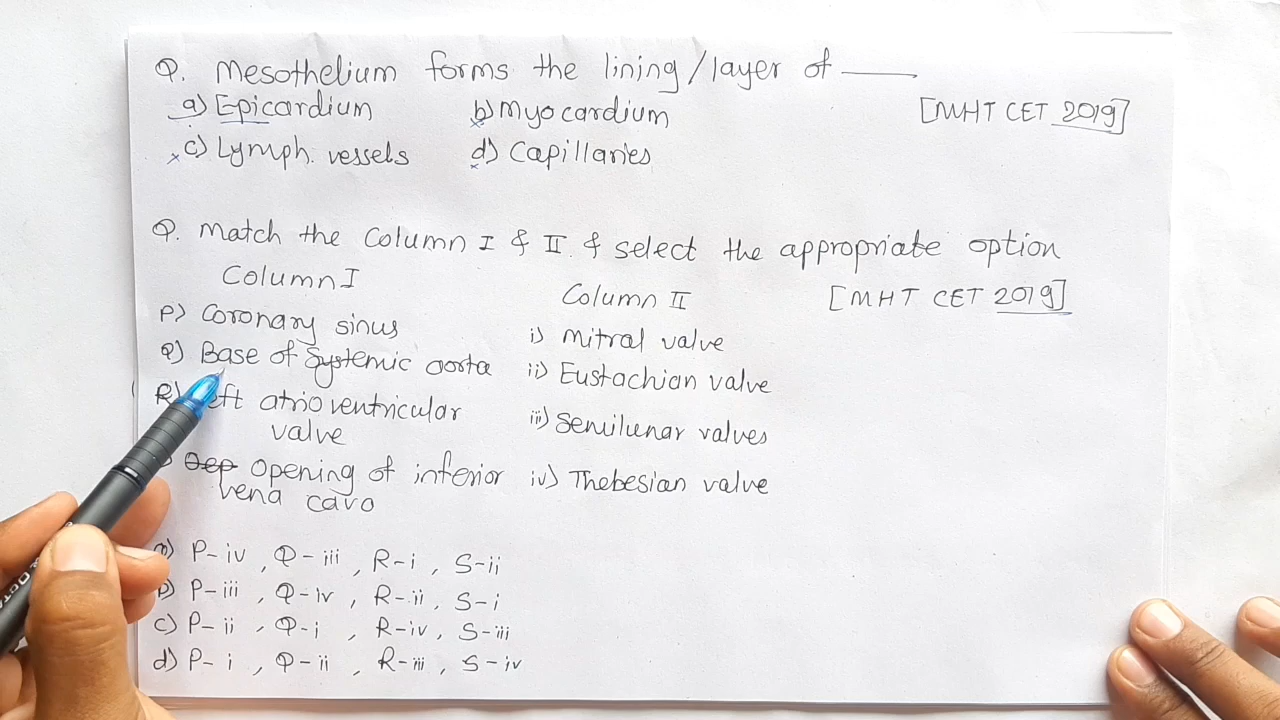 Q. Mesothelium forms the lining/layer of ____
a) Epicardium b) Myocardium [MHT CET 2019]
c) Lymph. vessels d) Capillaries
Q. Match the Column I & II & select the appropriate option
Column I Column II [MHT CET 2019]
P) Coronary sinus i) Mitral valve
Q) Base of Systemic aorta ii) Eustachian valve
R) Left atrioventricular iii) Semilunar valves
valve
Opening of inferior iv) Thebesian valve
vena cava
a) P-iv, Q-iii, R-i, S-ii
b) P-iii, Q-iv, R-ii, S-i
c) P-ii, Q-i, R-iv, S-iii
d) P-i, Q-ii, R-iii, S-iv